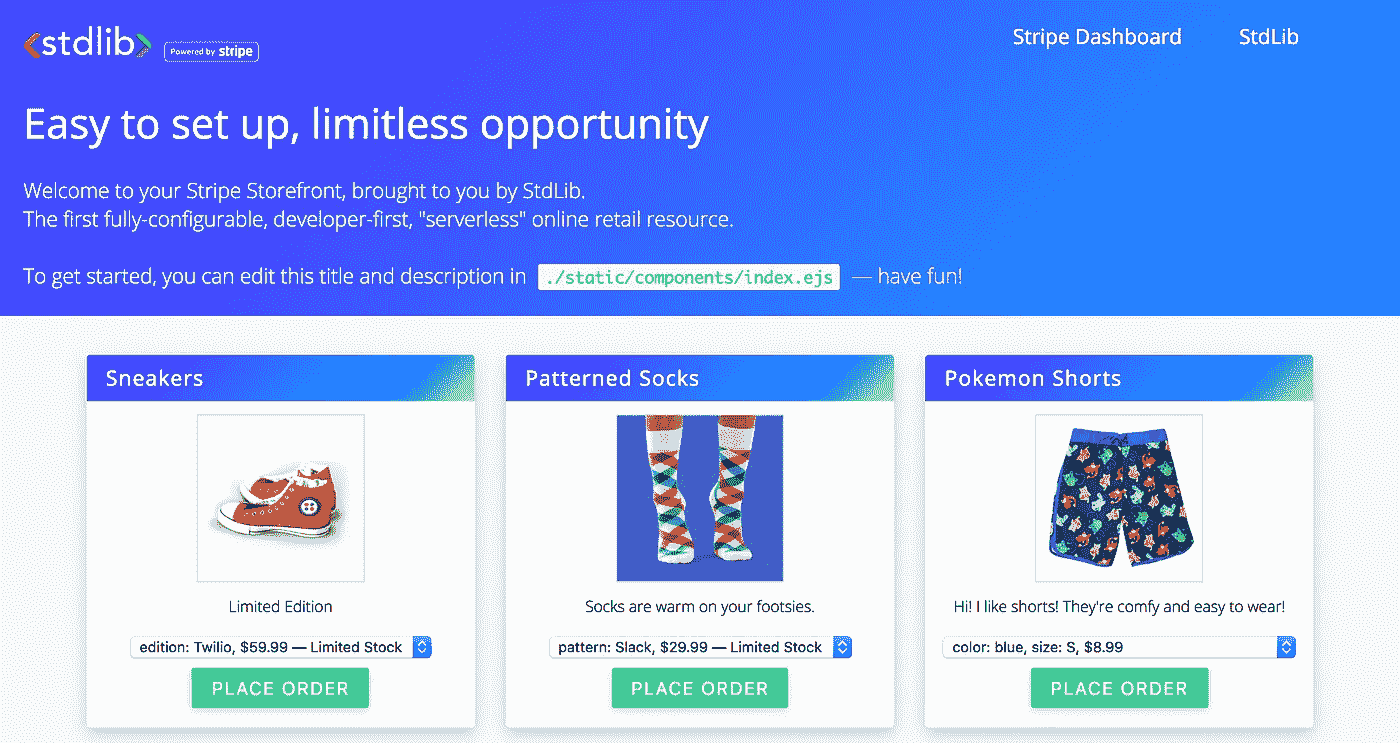 <stdlib>
Powered by stripe
Stripe Dashboard
StdLib
Easy to set up, limitless opportunity
Welcome to your Stripe Storefront, brought to you by StdLib.
The first fully-configurable, developer-first, "serverless" online retail resource.
To get started, you can edit this title and description in ./static/components/index.ejs — have fun!
Sneakers
Limited Edition
edition: Twilio, $59.99 — Limited Stock
PLACE ORDER
Patterned Socks
Socks are warm on your footsies.
pattern: Slack, $29.99 — Limited Stock
PLACE ORDER
Pokemon Shorts
Hi! I like shorts! They're comfy and easy to wear!
color: blue, size: S, $8.99
PLACE ORDER